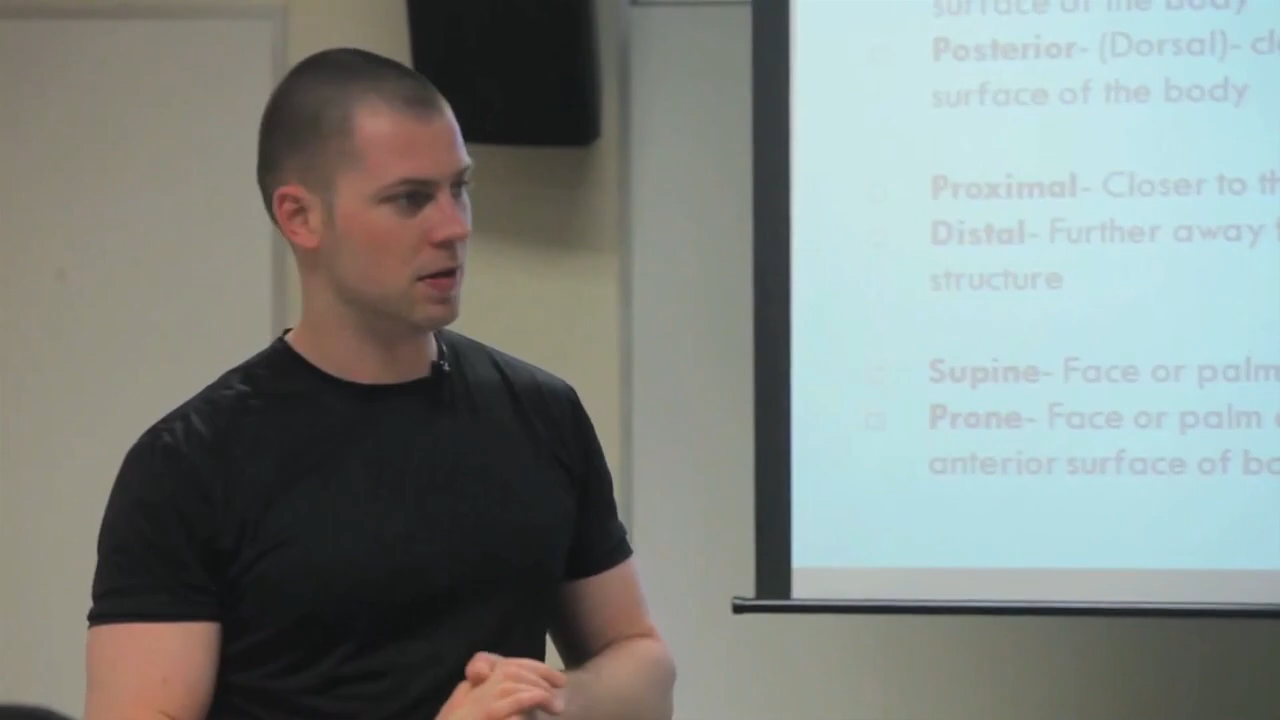 surface of the body
Posterior- (Dorsal)-
surface of the body
Proximal- Closer to
Distal- Further away
structure
Supine- Face or palm
Prone- Face or palm
anterior surface of